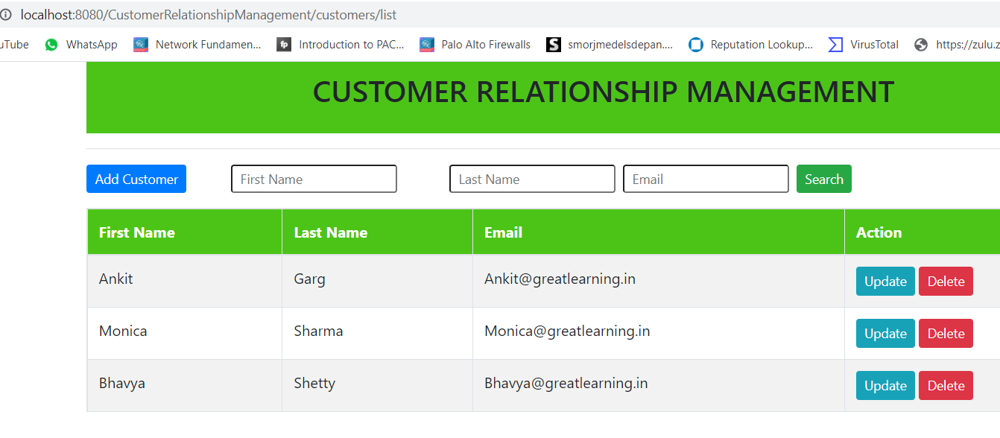 localhost:8080/CustomerRelationshipManagement/customers/list
uTube WhatsApp Network Fundamen... Introduction to PAC... Palo Alto Firewalls smorjmedelsdepan.... Reputation Lookup... VirusTotal https://zulu.z
CUSTOMER RELATIONSHIP MANAGEMENT
Add Customer First Name Last Name Email Search
First Name Last Name Email Action
Ankit Garg Ankit@greatlearning.in Update Delete
Monica Sharma Monica@greatlearning.in Update Delete
Bhavya Shetty Bhavya@greatlearning.in Update Delete